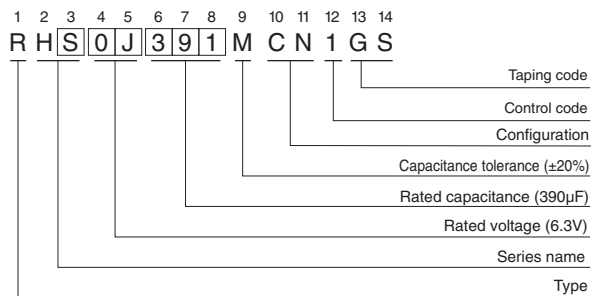 1 2 3 4 5 6 7 8 9 10 11 12 13 14
R H S 0 J 3 9 1 M C N 1 G S
Taping code
Control code
Configuration
Capacitance tolerance (±20%)
Rated capacitance (390μF)
Rated voltage (6.3V)
Series name
Type